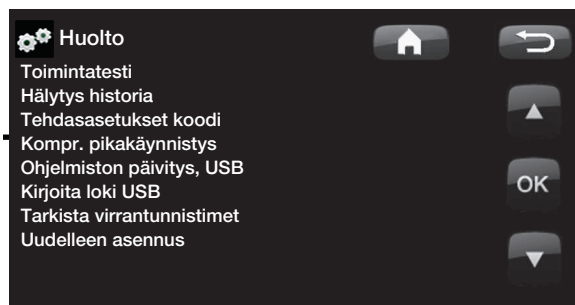 Huolto
Toimintatesti
Hälytys historia
Tehdasasetukset koodi
Kompr. pikakäynnistys
Ohjelmiston päivitys, USB
Kirjoita loki USB
Tarkista virrantunnistimet
Uudelleen asennus
OK